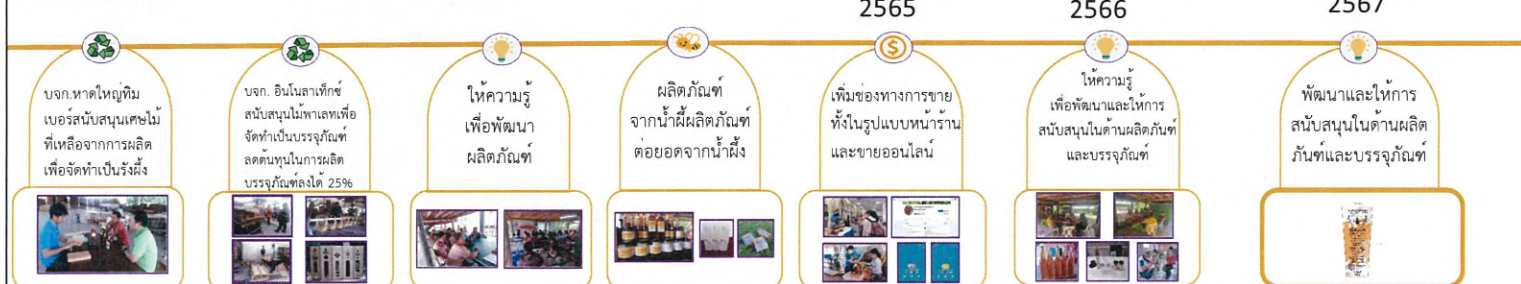 2565
2566
2567
บจก.หาดใหญ่ทิม
เบอร์สนับสนุนเศษไม้
ที่เหลือจากการผลิต
เพื่อจัดทำเป็นรังผึ้ง
บจก. อินโนลาเท็กซ์
สนับสนุนไม้พาเลทเพื่อ
จัดทำเป็นบรรจุภัณฑ์
ลดต้นทุนในการผลิต
บรรจุภัณฑ์ลงได้ 25%
ให้ความรู้
เพื่อพัฒนา
ผลิตภัณฑ์
ผลิตภัณฑ์
จากน้ำผึ้ผลิตภัณฑ์
ต่อยอดจากน้ำผึ้ง
เพิ่มช่องทางการขาย
ทั้งในรูปแบบหน้าร้าน
และขายออนไลน์
ให้ความรู้
เพื่อพัฒนาและให้การ
สนับสนุนในด้านผลิตภันฑ์
และบรรจุภัณฑ์
พัฒนาและให้การ
สนับสนุนในด้านผลิต
ภันฑ์และบรรจุภัณฑ์